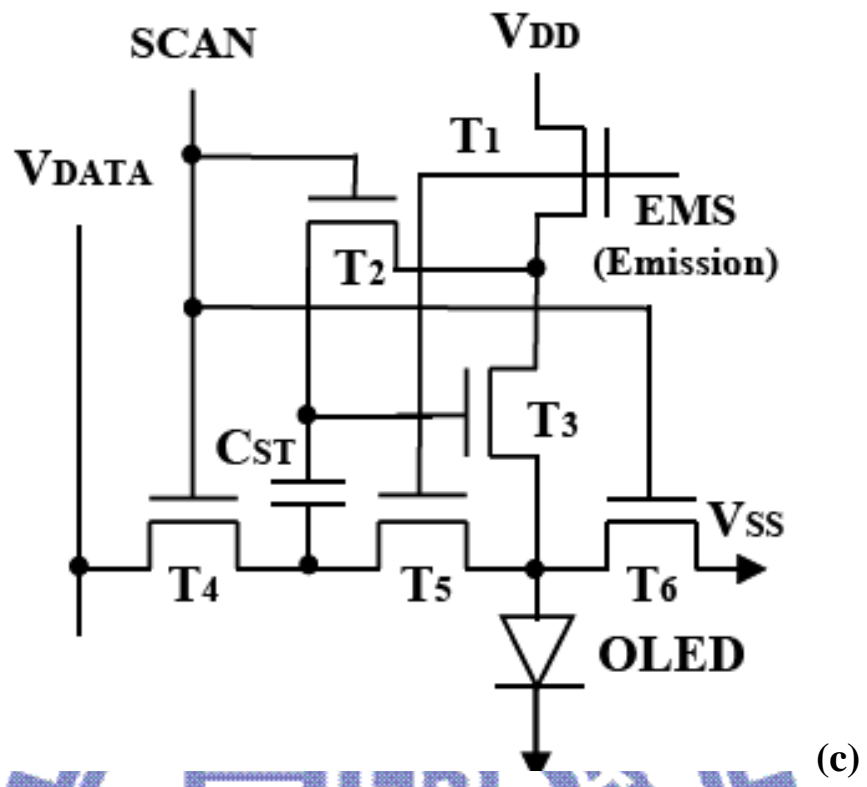 SCAN
VDD
VDATA
T1
EMS
(Emission)
T2
T3
CST
VSS
T4
T5
T6
OLED
(c)